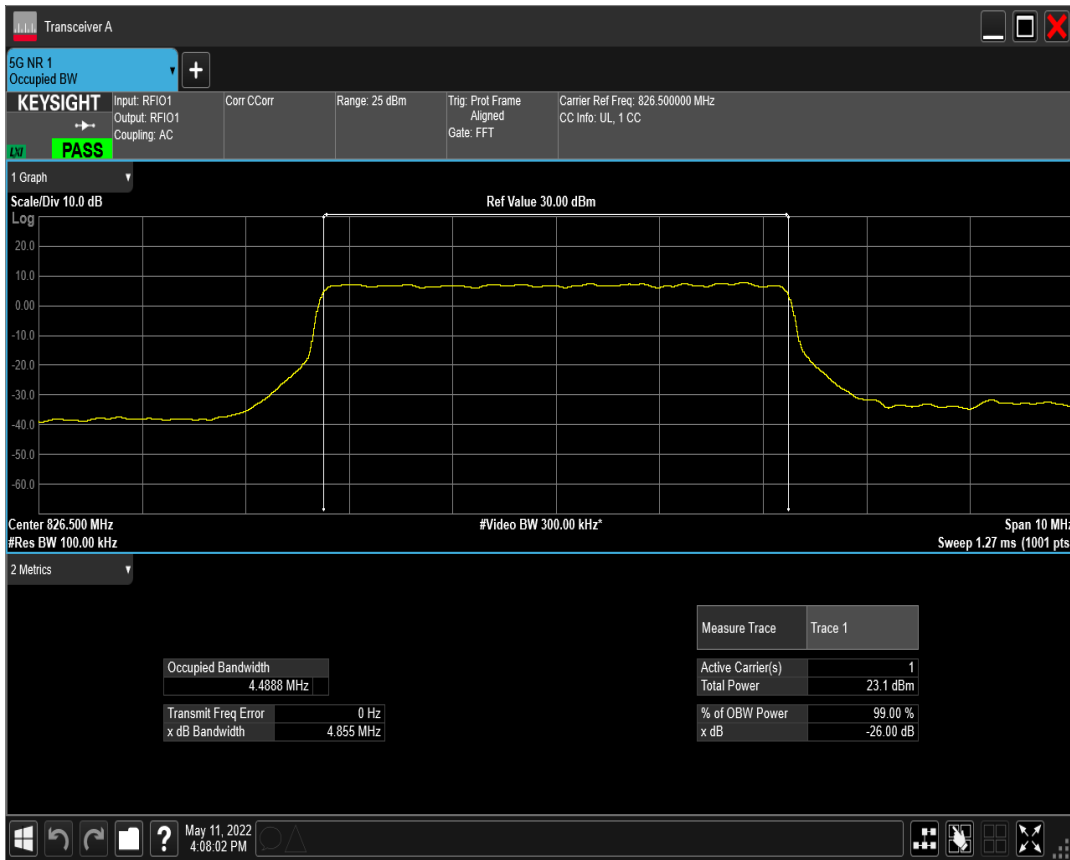 Transceiver A
5G NR 1
Occupied BW
KEYSIGHT
LXI
PASS
Input: RFIO1
Output: RFIO1
Coupling: AC
Corr CCorr
Range: 25 dBm
Trig: Prot Frame
Aligned
Gate: FFT
Carrier Ref Freq: 826.500000 MHz
CC Info: UL, 1 CC
1 Graph
Scale/Div 10.0 dB
Ref Value 30.00 dBm
Log
20.0
10.0
0.00
-10.0
-20.0
-30.0
-40.0
-50.0
-60.0
Center 826.500 MHz
#Video BW 300.00 kHz*
Span 10 MHz
#Res BW 100.00 kHz
Sweep 1.27 ms (1001 pts
2 Metrics
Measure Trace Trace 1
Occupied Bandwidth
4.4888 MHz
Active Carrier(s) 1
Total Power 23.1 dBm
Transmit Freq Error 0 Hz
x dB Bandwidth 4.855 MHz
% of OBW Power 99.00 %
x dB -26.00 dB
?
May 11, 2022
4:08:02 PM